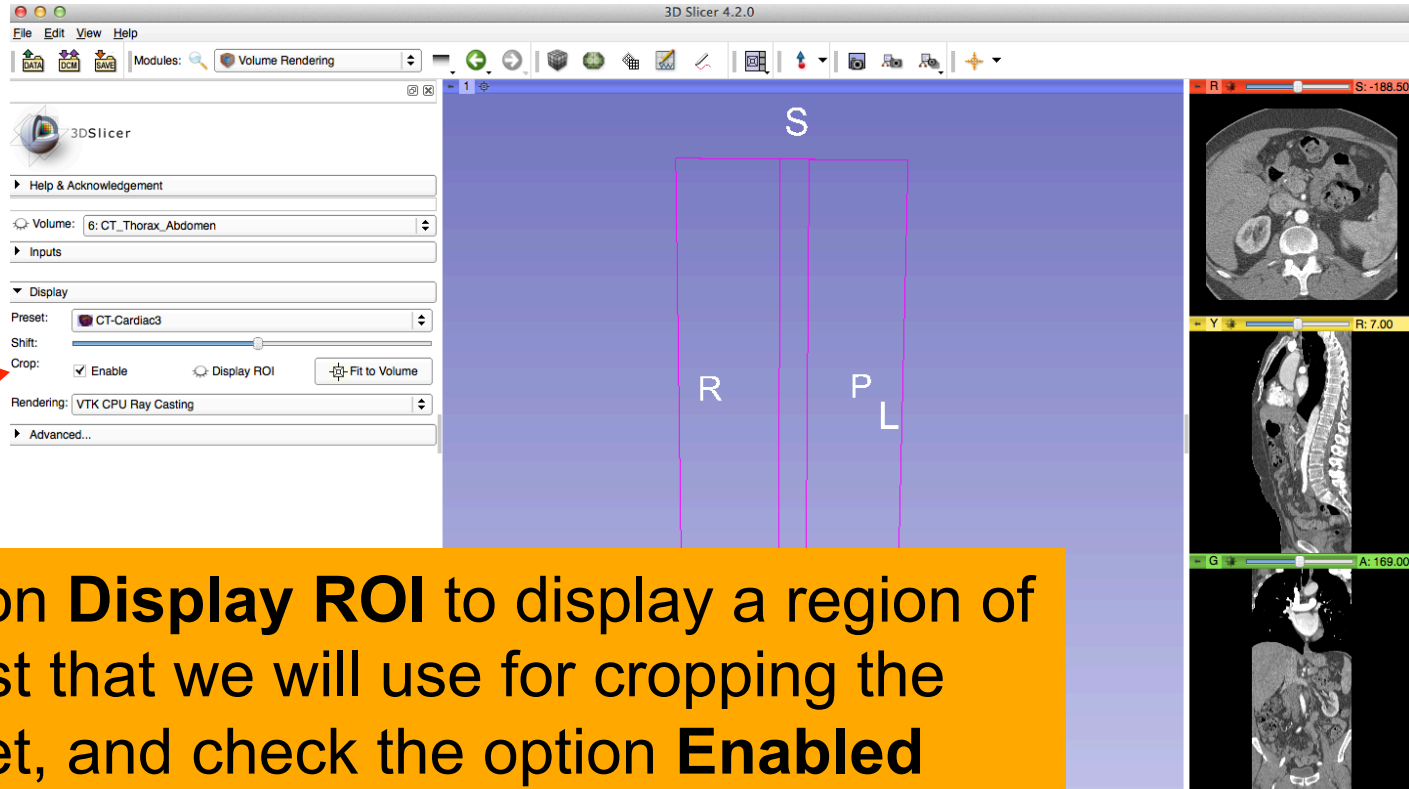 3D Slicer 4.2.0
File Edit View Help
DATA DCM SAVE Modules: Volume Rendering
1
R S: -188.50
S
3DSlicer
Help & Acknowledgement
Volume: 6: CT_Thorax_Abdomen
Inputs
Display
Preset: CT-Cardiac3
Y R: 7.00
Shift:
Crop: Enable Display ROI Fit to Volume
R P
L
Rendering: VTK CPU Ray Casting
Advanced...
G A: 169.00
on Display ROI to display a region of
st that we will use for cropping the
et, and check the option Enabled